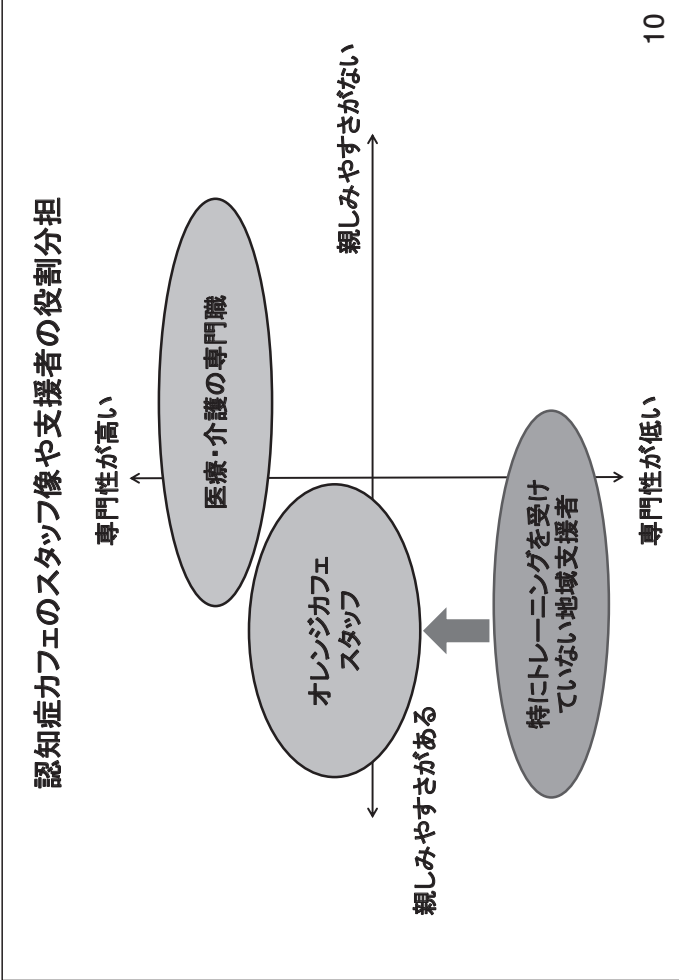 認知症カフェのスタッフ像や支援者の役割分担
専門性が高い
医療・介護の専門職
親しみやすさがない
オレンジカフェ
スタッフ
親しみやすさがある
特にトレーニングを受け
ていない地域支援者
専門性が低い
10